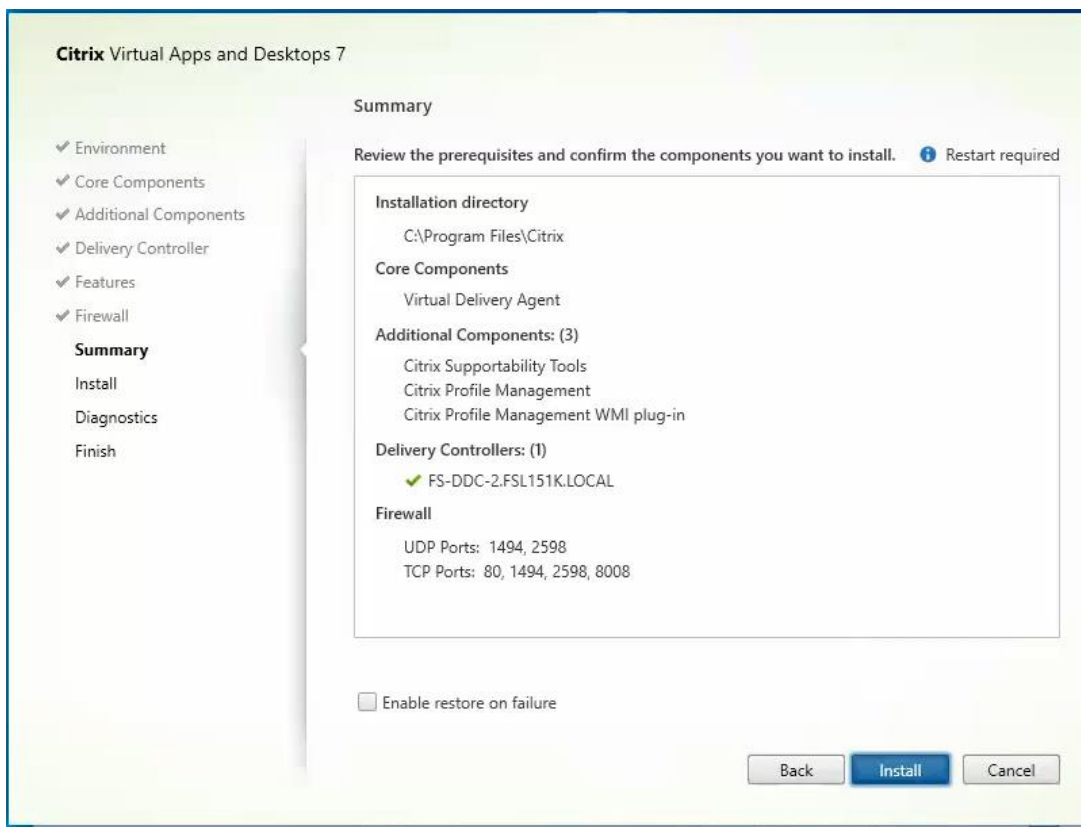 Citrix Virtual Apps and Desktops 7
Environment
Core Components
Additional Components
Delivery Controller
Features
Firewall
Summary
Install
Diagnostics
Finish
Summary
Review the prerequisites and confirm the components you want to install.
Restart required
Installation directory
C:\Program Files\Citrix
Core Components
Virtual Delivery Agent
Additional Components: (3)
Citrix Supportability Tools
Citrix Profile Management
Citrix Profile Management WMI plug-in
Delivery Controllers: (1)
FS-DDC-2.FSL151K.LOCAL
Firewall
UDP Ports: 1494, 2598
TCP Ports: 80, 1494, 2598, 8008
Enable restore on failure
Back
Install
Cancel